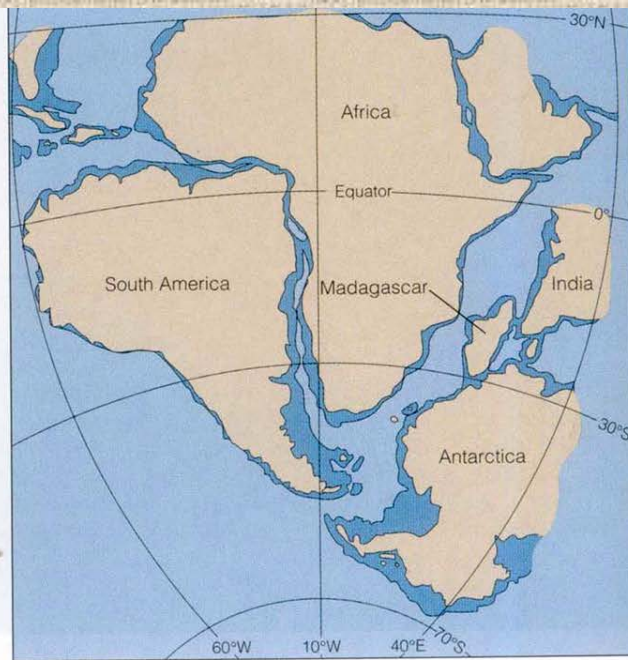 30°N
Africa
Equator
0°
South America
Madagascar
India
30°S
Antarctica
60°W 10°W 40°E 70°S